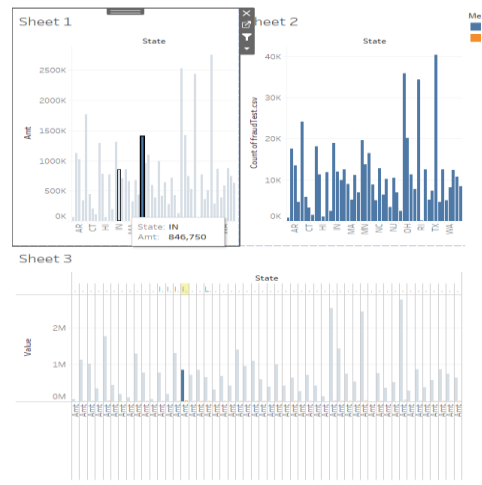 Sheet 1
State
Amt
2500K
2000K
1500K
1000K
500K
0K
AR
CT
HI
IN
State: IN
Amt: 846,750
heet 2
Me
State
Count of fraudTest.csv
40K
30K
20K
10K
0K
AR
CT
HI
IN
MA
MN
NC
NJ
OH
RI
TX
WA
Sheet 3
State
Value
2M
1M
0M